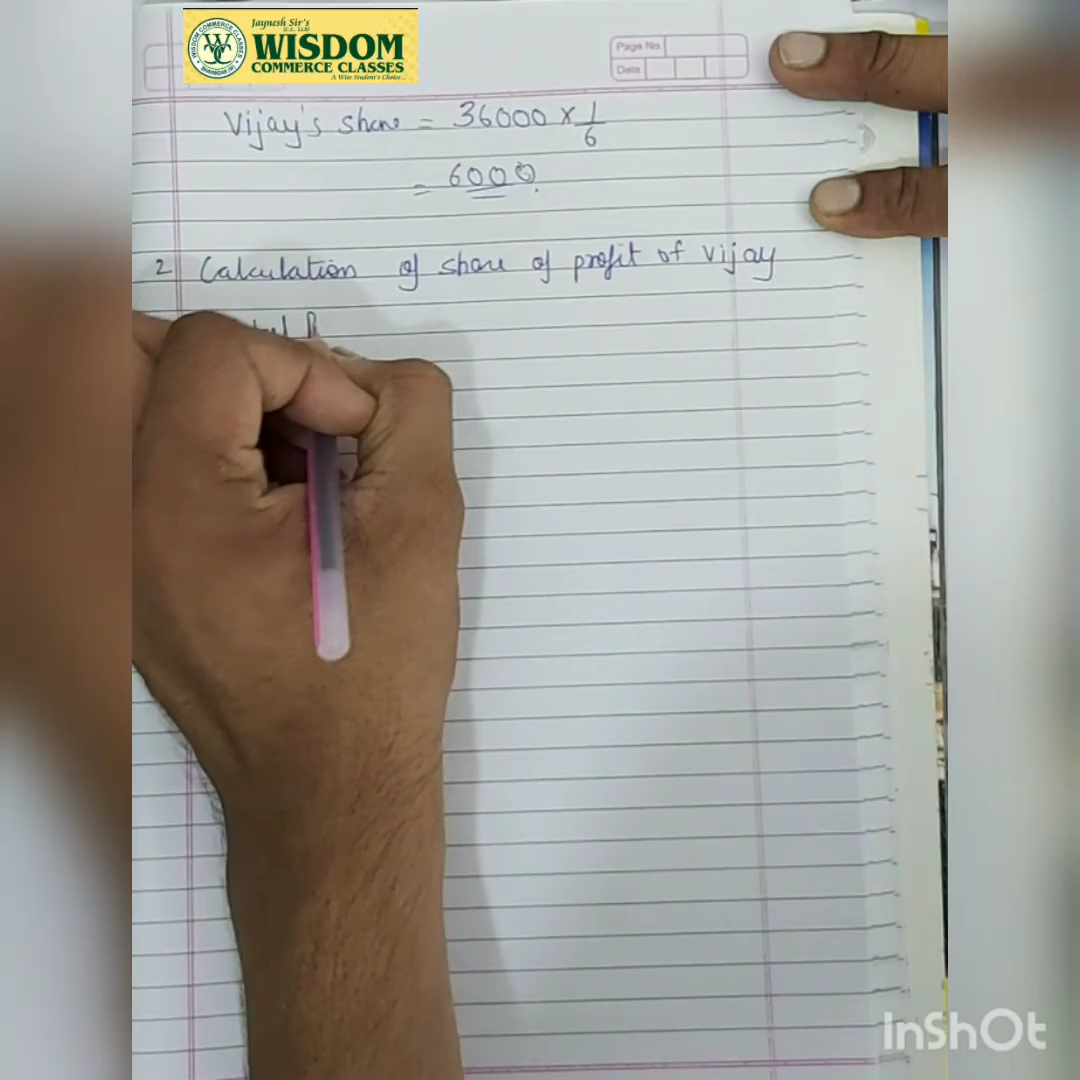 Jaynesh Sir's
WISDOM
COMMERCE CLASSES
A Wise Student's Choice...
Page No
Date
Vijay's share = 36000 × 1/6
= 6000
2 Calculation of share of profit of Vijay
InShOt